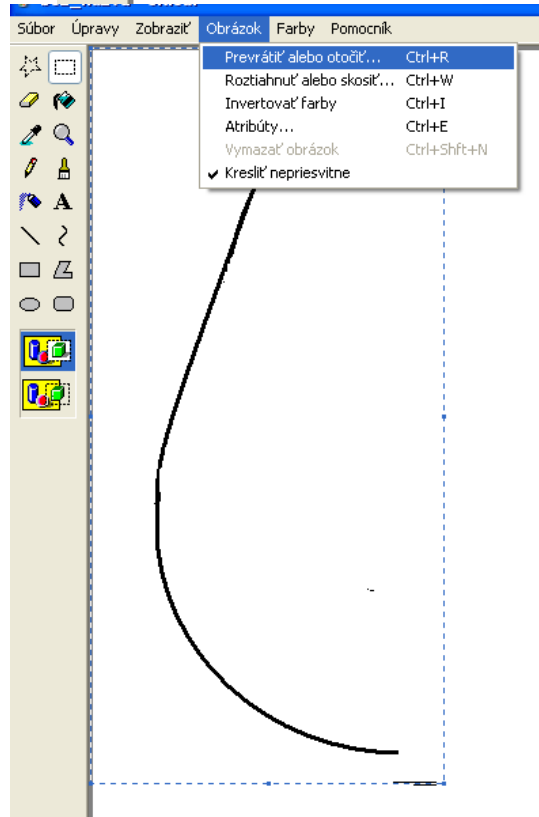 Súbor Úpravy Zobraziť Obrázok Farby Pomocník
Prevrátiť alebo otočiť... Ctrl+R
Roztiahnuť alebo skosiť... Ctrl+W
Invertovať farby Ctrl+I
Atribúty... Ctrl+E
Vymazať obrázok Ctrl+Shft+N
✓ Kresliť nepriesvitne
A